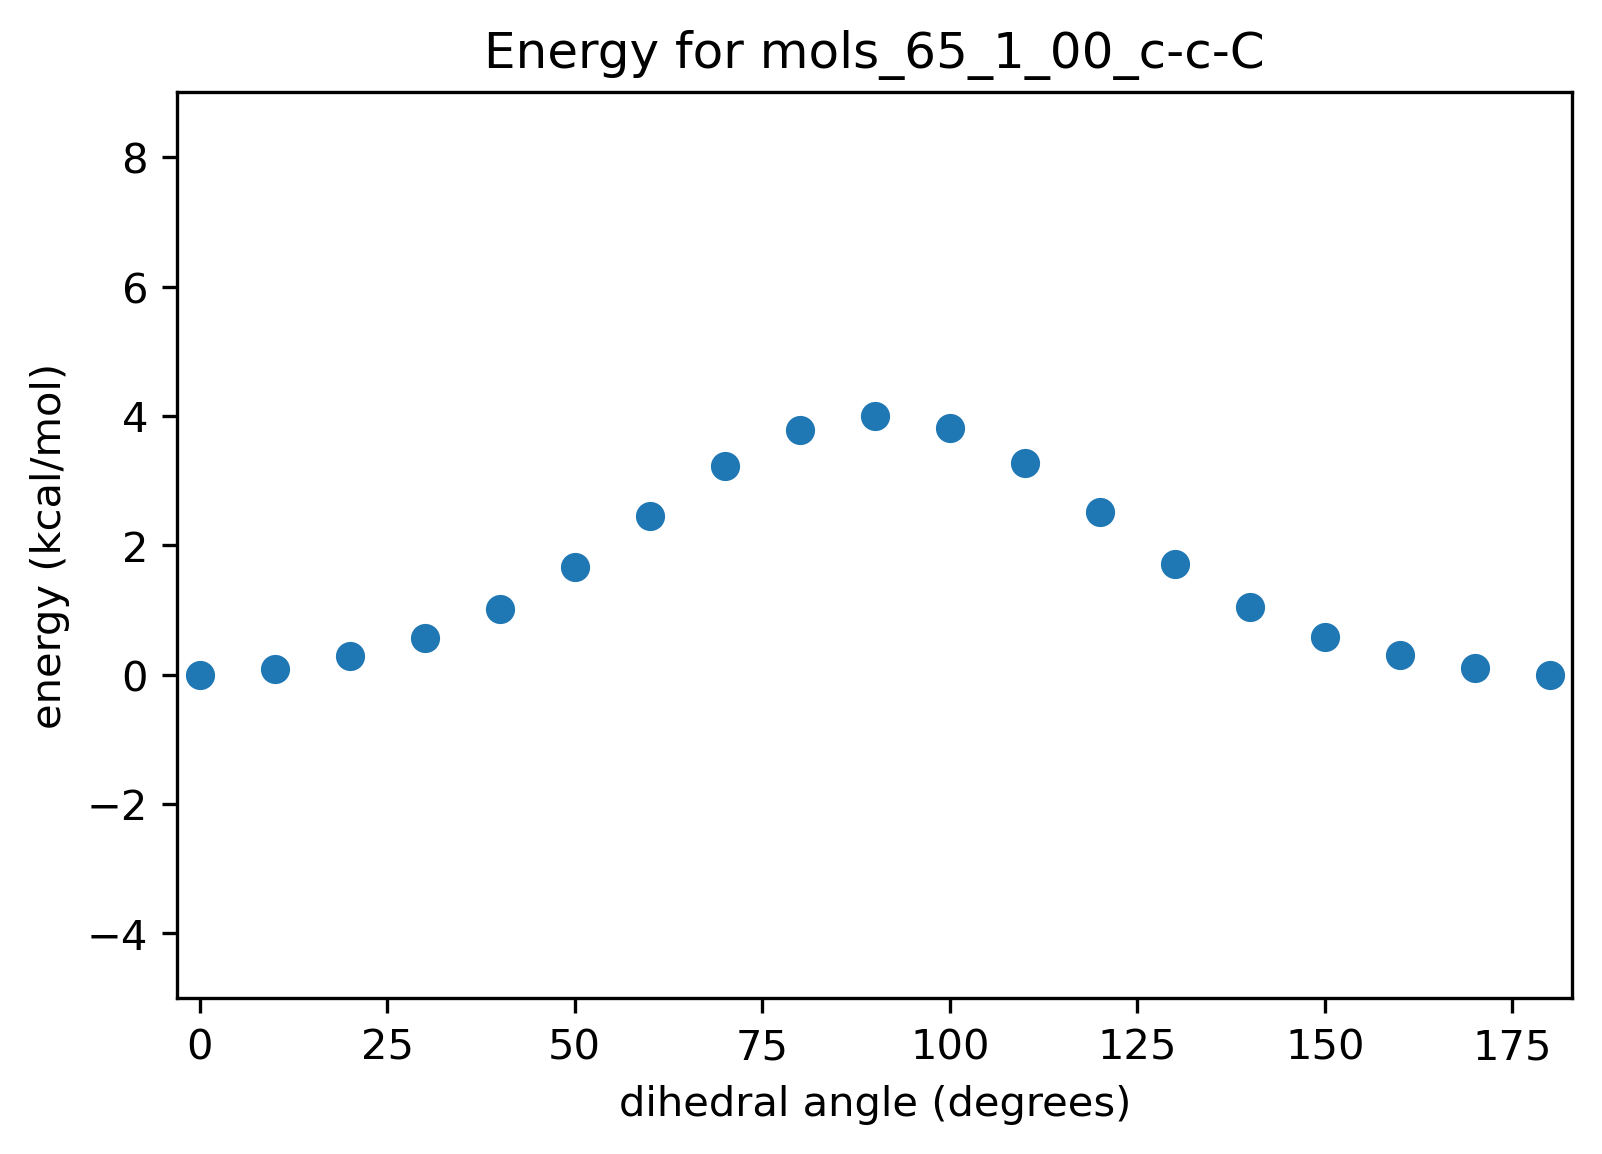 Energy for mols_65_1_00_c-c-C
8
6
4
2
0
−2
−4
energy (kcal/mol)
0 25 50 75 100 125 150 175
dihedral angle (degrees)